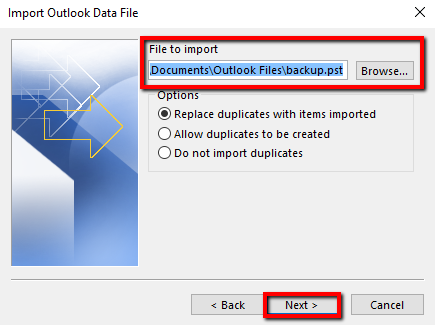 Import Outlook Data File
File to import
.Documents\Outlook Files\backup.pst
Browse...
Options
Replace duplicates with items imported
Allow duplicates to be created
Do not import duplicates
< Back
Next >
Cancel